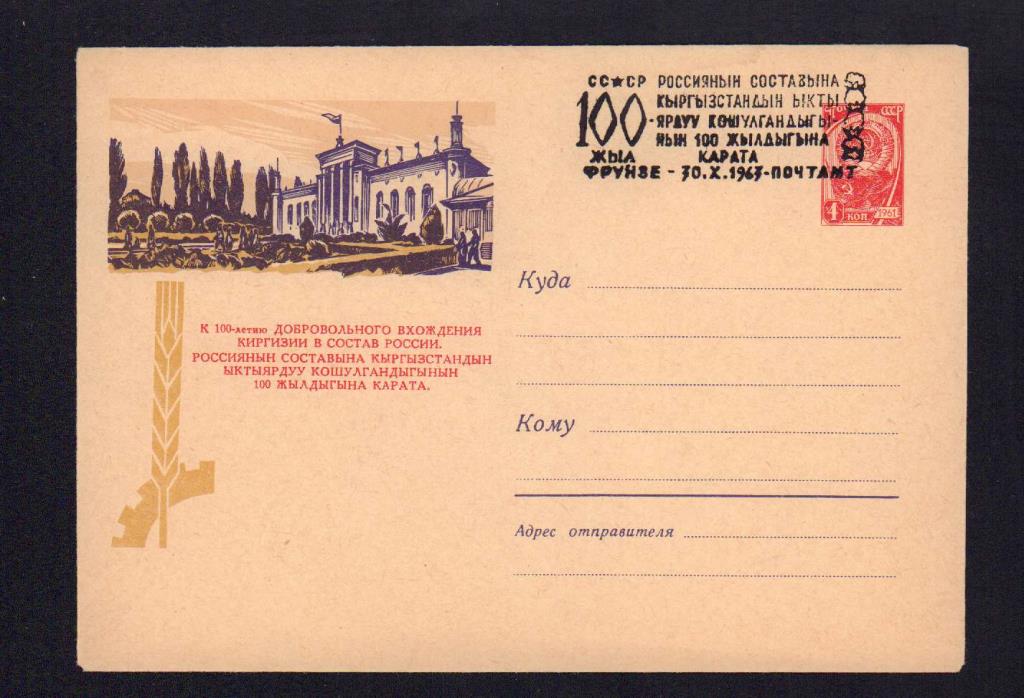 СС★СР РОССИЯНЫН СОСТАВЫНА
100 КЫРГЫЗСТАНДЫН ЫКТЫ
-ЯРДУУ КОШУЛГАНДЫГЫ-
НЫН 100 ЖЫЛДЫГЫНА
ЖЫЛ КАРАТА
ФРУНЗЕ - 30.X.1963-ПОЧТАМТ
СССР
4 КОП 1961
К 100-летию ДОБРОВОЛЬНОГО ВХОЖДЕНИЯ
КИРГИЗИИ В СОСТАВ РОССИИ.
РОССИЯНЫН СОСТАВЫНА КЫРГЫЗСТАНДЫН
ЫКТЫЯРДУУ КОШУЛГАНДЫГЫНЫН
100 ЖЫЛДЫГЫНА КАРАТА.
Куда
Кому
Адрес отправителя